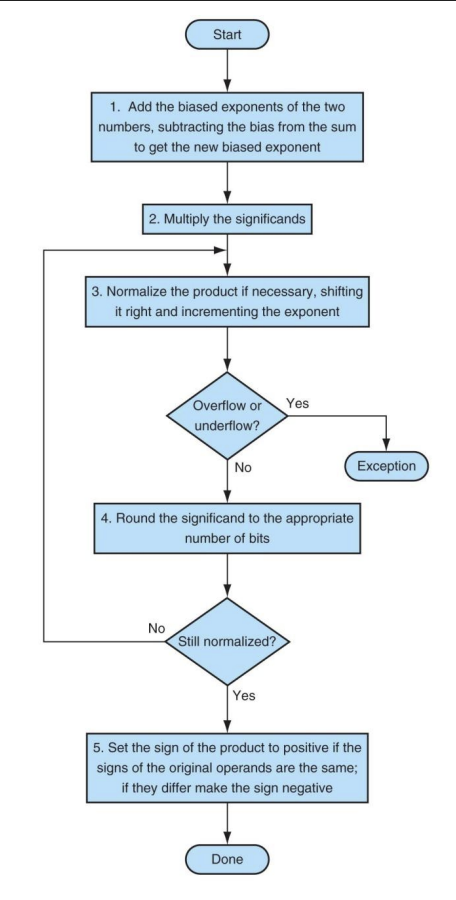 Start
1. Add the biased exponents of the two
numbers, subtracting the bias from the sum
to get the new biased exponent
2. Multiply the significands
3. Normalize the product if necessary, shifting
it right and incrementing the exponent
Overflow or
underflow?
Yes
Exception
No
4. Round the significand to the appropriate
number of bits
No
Still normalized?
Yes
5. Set the sign of the product to positive if the
signs of the original operands are the same;
if they differ make the sign negative
Done